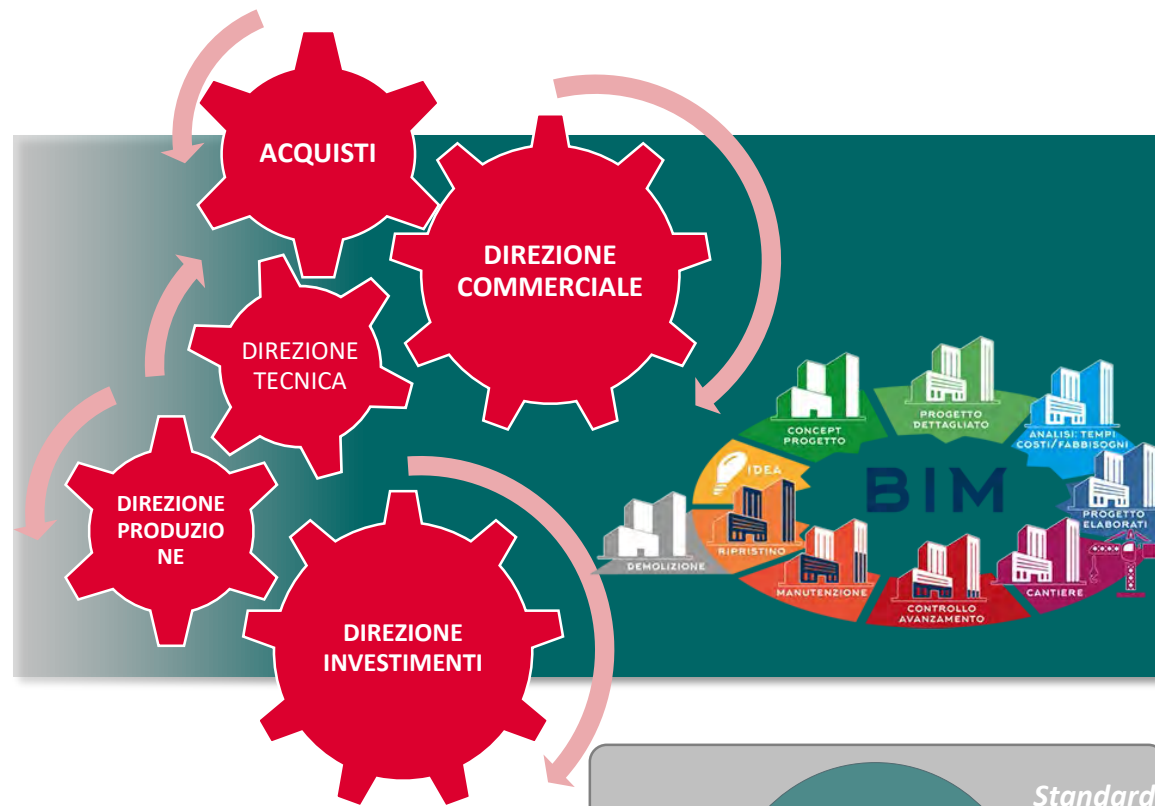 ACQUISTI
DIREZIONE
COMMERCIALE
DIREZIONE
TECNICA
DIREZIONE
PRODUZIO
NE
DIREZIONE
INVESTIMENTI
CONCEPT
PROGETTO
PROGETTO
DETTAGLIATO
ANALISI: TEMPI
COSTI/FABBISOGNI
IDEA
BIM
PROGETTO
ELABORATI
DEMOLIZIONE
RIPRISTINO
MANUTENZIONE
CONTROLLO
AVANZAMENTO
CANTIERE
Standard